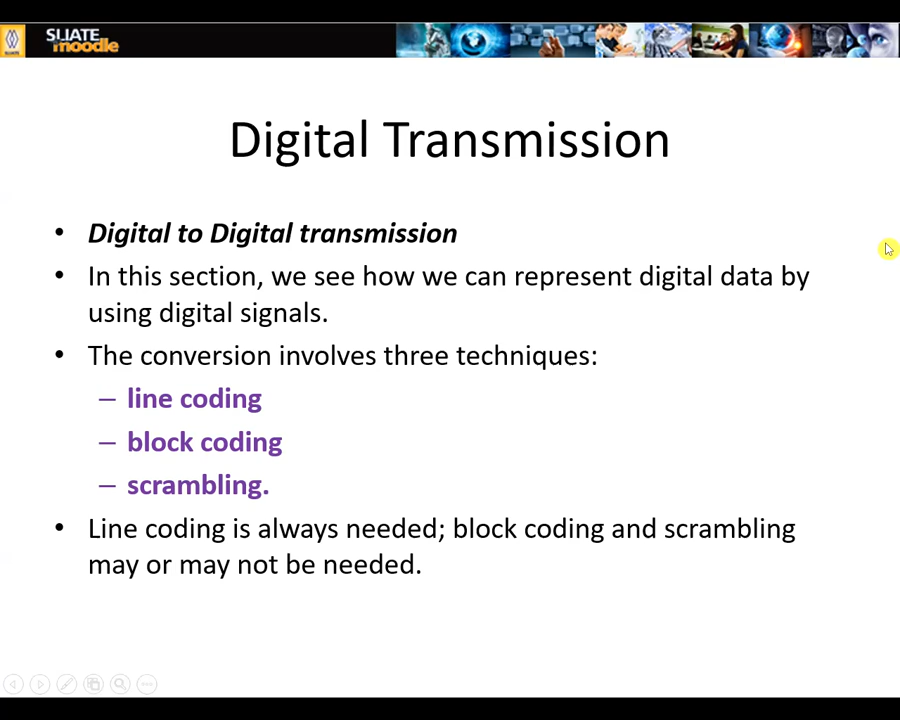 SLIATE
moodle
Digital Transmission
• Digital to Digital transmission
• In this section, we see how we can represent digital data by
using digital signals.
• The conversion involves three techniques:
– line coding
– block coding
– scrambling.
• Line coding is always needed; block coding and scrambling
may or may not be needed.